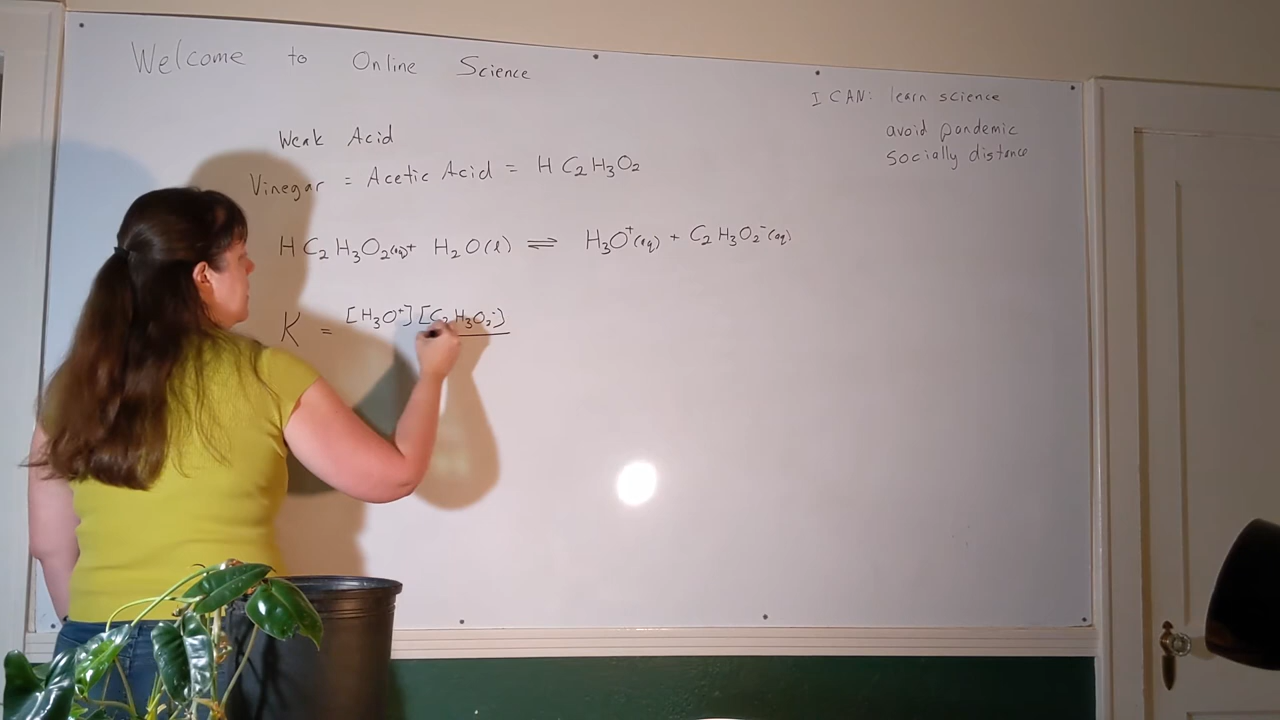 Welcome to Online Science
I CAN: learn science
avoid pandemic
socially distance
Weak Acid
Vinegar = Acetic Acid = HC₂H₃O₂
HC₂H₃O₂(aq) + H₂O(l) ⇌ H₃O⁺(aq) + C₂H₃O₂⁻(aq)
K = [H₃O⁺][C₂H₃O₂⁻]